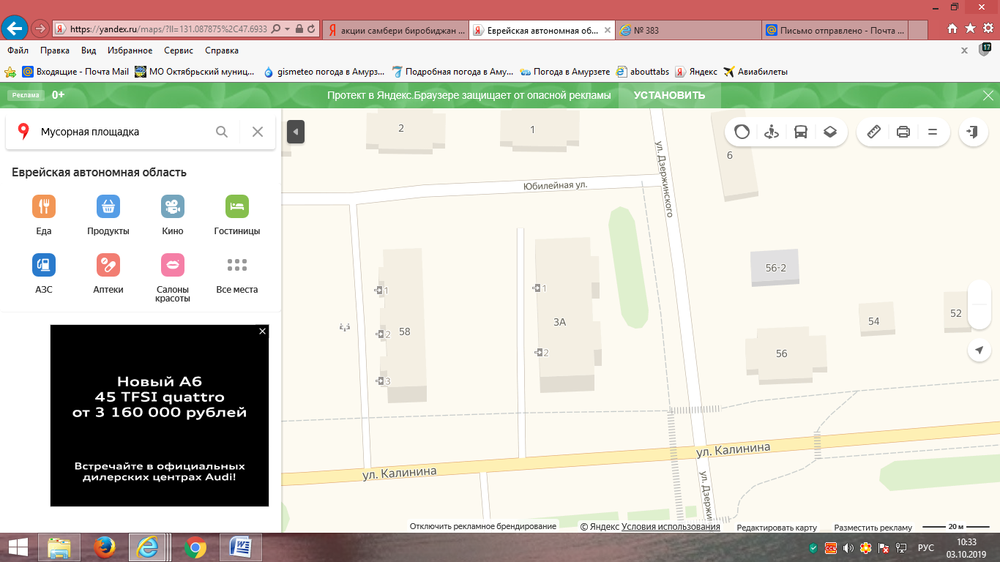 https://yandex.ru/maps/?ll=131.087875%2C47.6933
акции самбери биробиджан ...
Еврейская автономная об...
№ 383
Письмо отправлено - Почта ...
Файл Правка Вид Избранное Сервис Справка
17
Входящие - Почта Mail
МО Октябрьский муниц...
gismeteo погода в Амурз...
Подробная погода в Аму...
Погода в Амурзете
abouttabs
Яндекс
Авиабилеты
Реклама
0+
Протект в Яндекс.Браузере защищает от опасной рекламы
УСТАНОВИТЬ
Мусорная площадка
Еврейская автономная область
Еда
Продукты
Кино
Гостиницы
АЗС
Аптеки
Салоны
красоты
Все места
Новый А6
45 TFSI quattro
от 3 160 000 рублей
Встречайте в официальных
дилерских центрах Audi!
2
1
6
ул. Дзержинского
Юбилейная ул.
56-2
1
1
3А
52
54
2
58
2
56
3
ул. Калинина
ул. Калинина
ул. Дзержин
Отключить рекламное брендирование
© Яндекс Условия использования
Редактировать карту
Разместить рекламу
20 м
РУС
10:33
03.10.2019